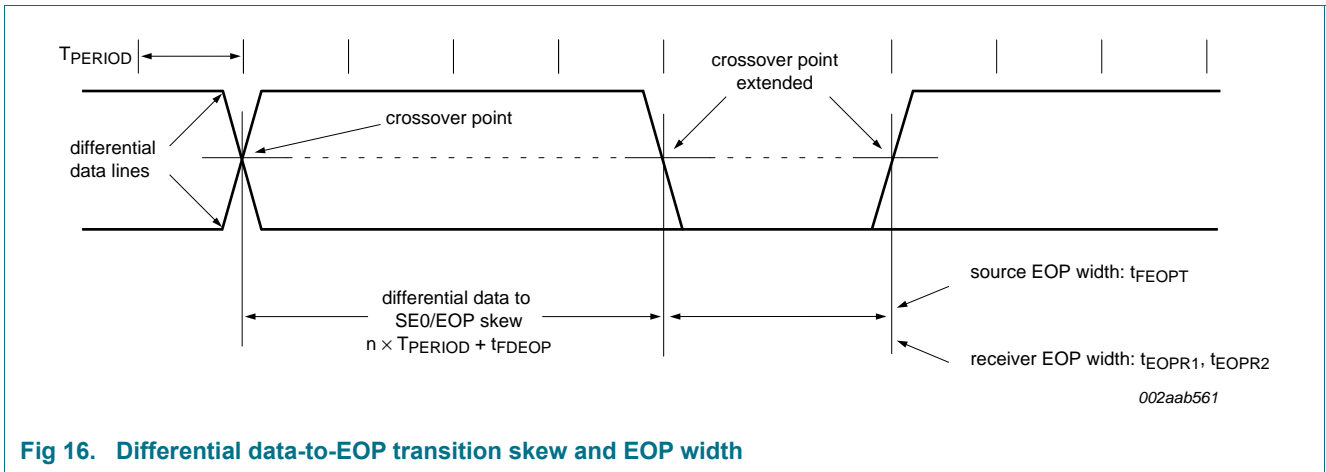 TPERIOD
crossover point
extended
crossover point
differential
data lines
source EOP width: tFEOPT
differential data to
SE0/EOP skew
n × TPERIOD + tFDEOP
receiver EOP width: tEOPR1, tEOPR2
002aab561
Fig 16. Differential data-to-EOP transition skew and EOP width